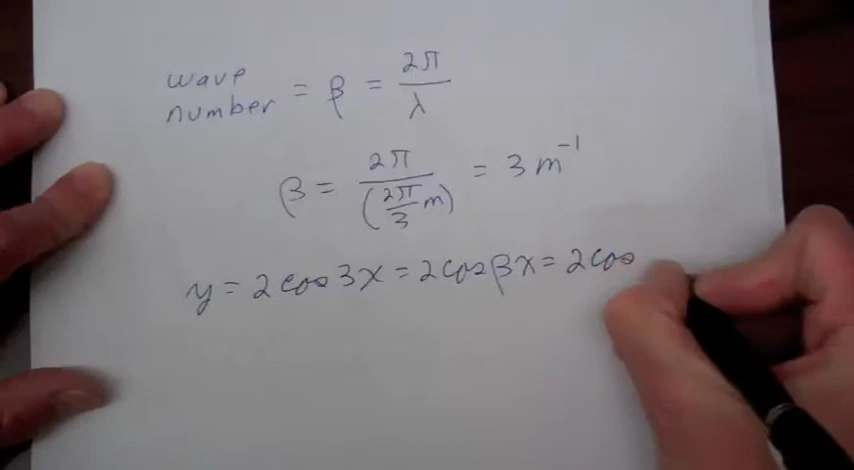 wave number = β = 2π/λ
β = 2π/(2π/3 m) = 3 m⁻¹
y = 2 cos 3x = 2 cos βx = 2 cos